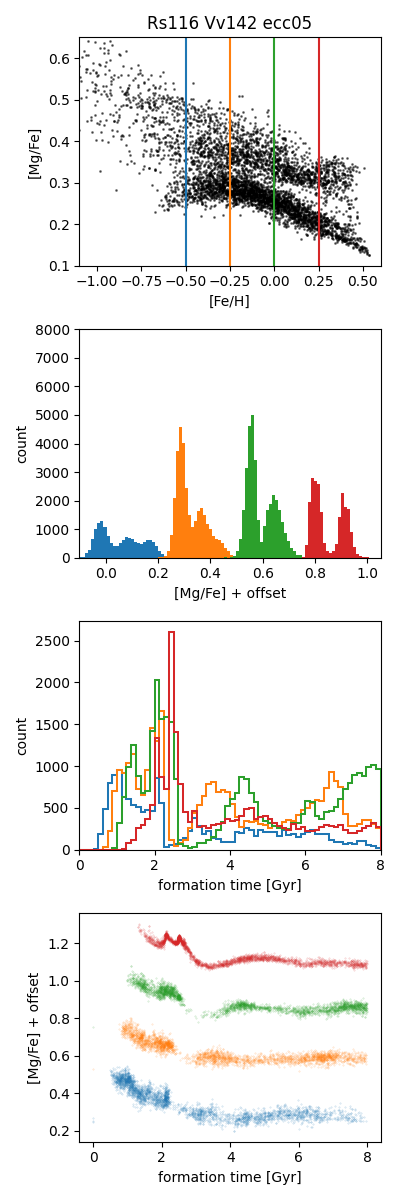 Rs116 Vv142 ecc05
0.6
0.5
0.4
0.3
0.2
0.1
[Mg/Fe]
−1.00 −0.75 −0.50 −0.25 0.00 0.25 0.50
[Fe/H]
8000
7000
6000
5000
4000
3000
2000
1000
0
count
0.0 0.2 0.4 0.6 0.8 1.0
[Mg/Fe] + offset
2500
2000
1500
1000
500
0
count
0 2 4 6 8
formation time [Gyr]
1.2
1.0
0.8
0.6
0.4
0.2
[Mg/Fe] + offset
0 2 4 6 8
formation time [Gyr]